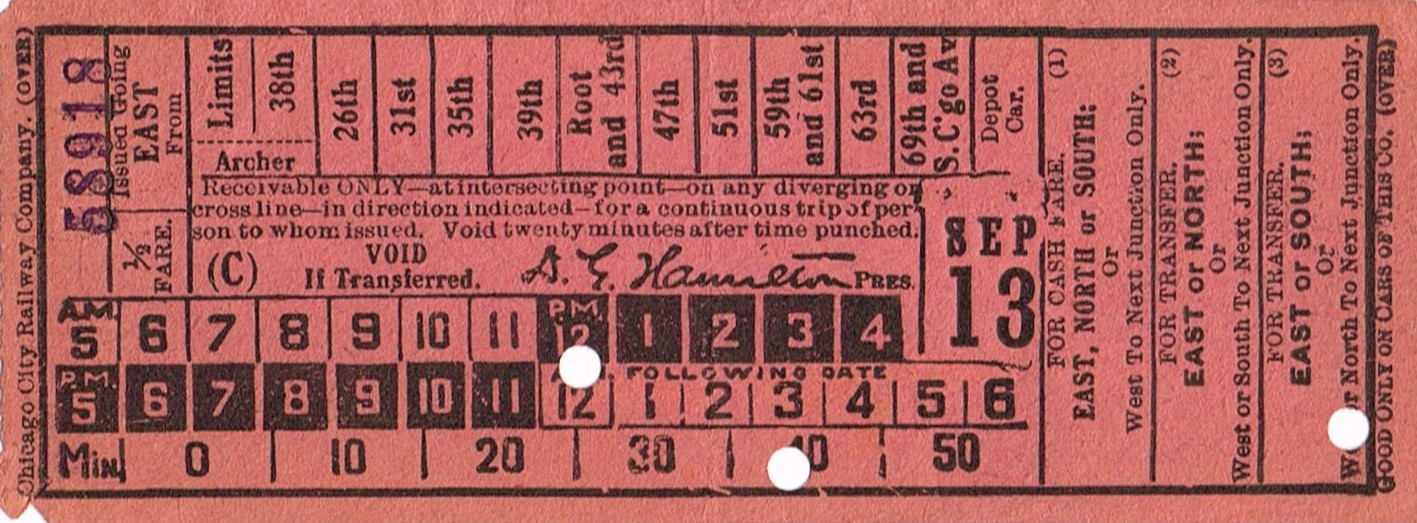 Chicago City Railway Company. (OVER)
58918
Issued Going
EAST
From
½
FARE.
Limits
38th
Archer
26th
31st
35th
39th
Root
and 43rd
47th
51st
59th
and 61st
63rd
69th and
S. C'go Av
Depot
Car.
Receivable ONLY—at intersecting point—on any diverging or
cross line—in direction indicated—for a continuous trip of per-
son to whom issued. Void twenty minutes after time punched.
(C)
VOID
If Transferred.
A. G. Hamilton PRES.
SEP
13
A.M. 5 6 7 8 9 10 11 P.M. 12 1 2 3 4
P.M. 5 6 7 8 9 10 11
FOLLOWING DATE
12 1 2 3 4 5 6
Min 0 10 20 30 40 50
(1)
FOR CASH FARE.
EAST, NORTH or SOUTH:
Or
West To Next Junction Only.
(2)
FOR TRANSFER.
EAST or NORTH;
Or
West or South To Next Junction Only.
(3)
FOR TRANSFER.
EAST or SOUTH;
Or
or North To Next Junction Only.
GOOD ONLY ON CARS OF THIS CO. (OVER)